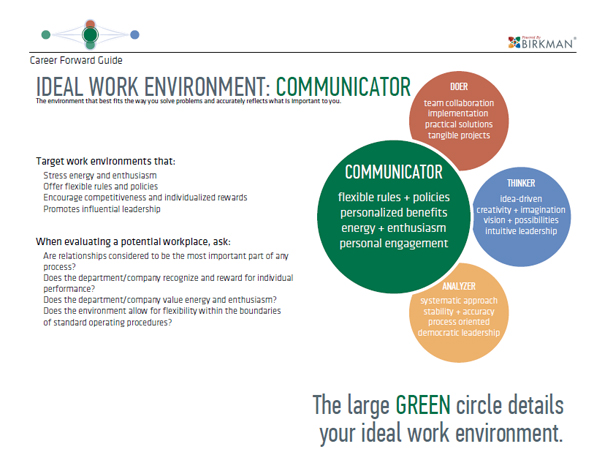 Powered By
BIRKMAN®
Career Forward Guide
IDEAL WORK ENVIRONMENT: COMMUNICATOR
The environment that best fits the way you solve problems and accurately reflects what is important to you.
Target work environments that:
Stress energy and enthusiasm
Offer flexible rules and policies
Encourage competitiveness and individualized rewards
Promotes influential leadership
When evaluating a potential workplace, ask:
Are relationships considered to be the most important part of any
process?
Does the department/company recognize and reward for individual
performance?
Does the department/company value energy and enthusiasm?
Does the environment allow for flexibility within the boundaries
of standard operating procedures?
DOER
team collaboration
implementation
practical solutions
tangible projects
COMMUNICATOR
flexible rules + policies
personalized benefits
energy + enthusiasm
personal engagement
THINKER
idea-driven
creativity + imagination
vision + possibilities
intuitive leadership
ANALYZER
systematic approach
stability + accuracy
process oriented
democratic leadership
The large GREEN circle details
your ideal work environment.